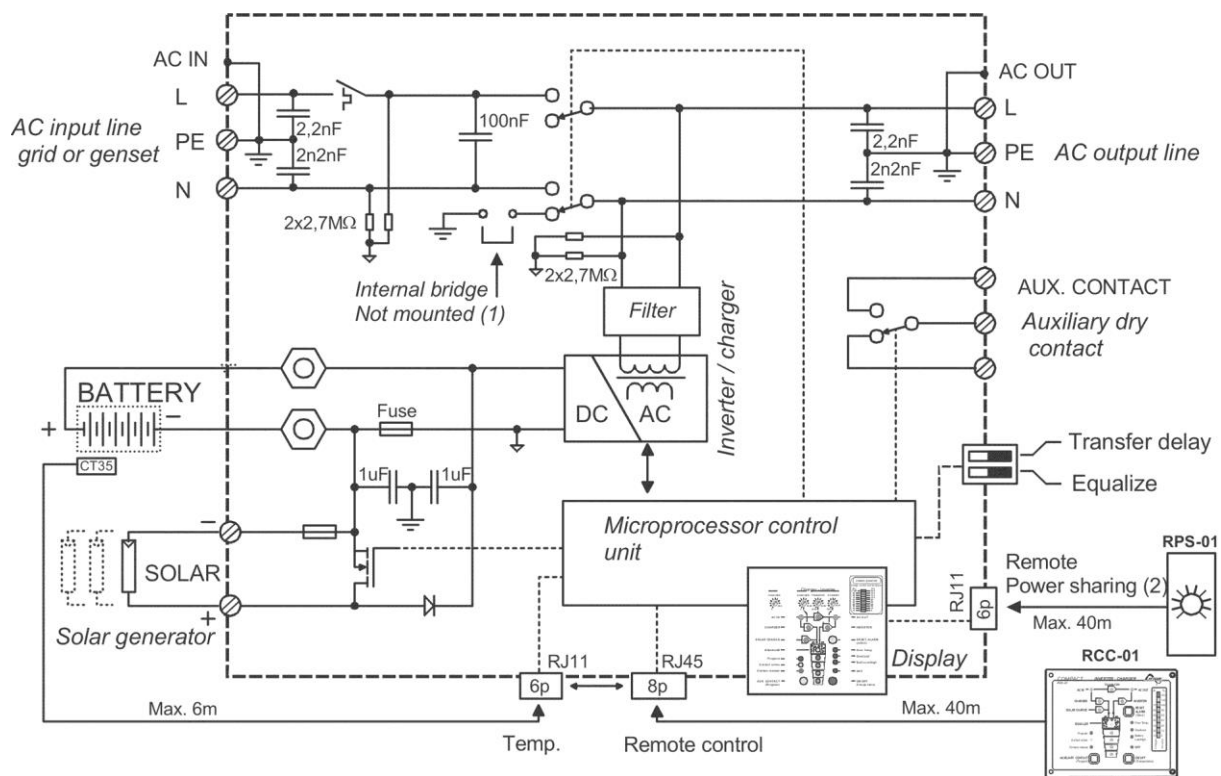 AC IN
L
PE
N
AC input line
grid or genset
2,2nF
2n2nF
100nF
2x2,7MΩ
Internal bridge
Not mounted (1)
2x2,7MΩ
Filter
Inverter / charger
DC
AC
AC OUT
L
PE
N
AC output line
2,2nF
2n2nF
AUX. CONTACT
Auxiliary dry
contact
BATTERY
+
−
CT35
Fuse
1uF
1uF
−
SOLAR
+
Solar generator
Microprocessor control
unit
Display
Transfer delay
Equalize
RPS-01
Remote
Power sharing (2)
RJ11
6p
Max. 40m
RCC-01
RJ11
6p
RJ45
8p
Max. 6m
Max. 40m
Temp.
Remote control
COMPACT
INVERTER - CHARGER